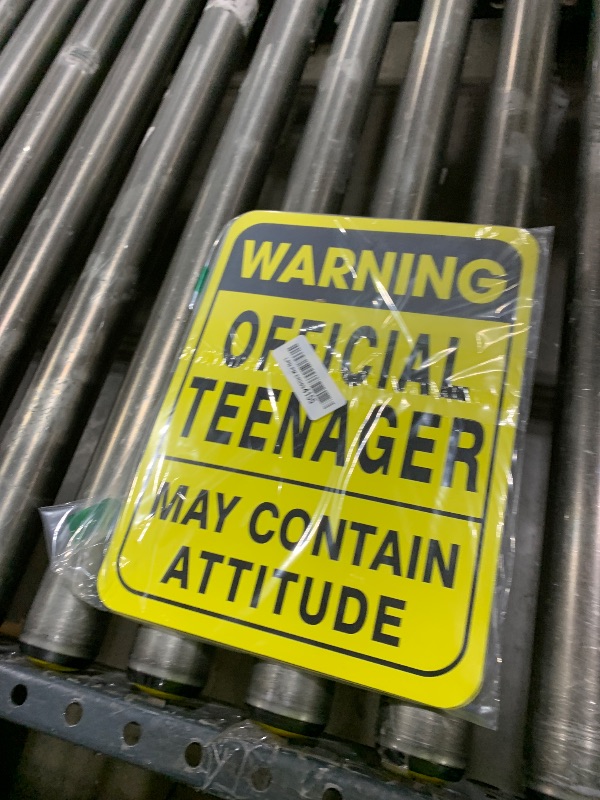 WARNING
OFFICIAL
TEENAGER
MAY CONTAIN
ATTITUDE